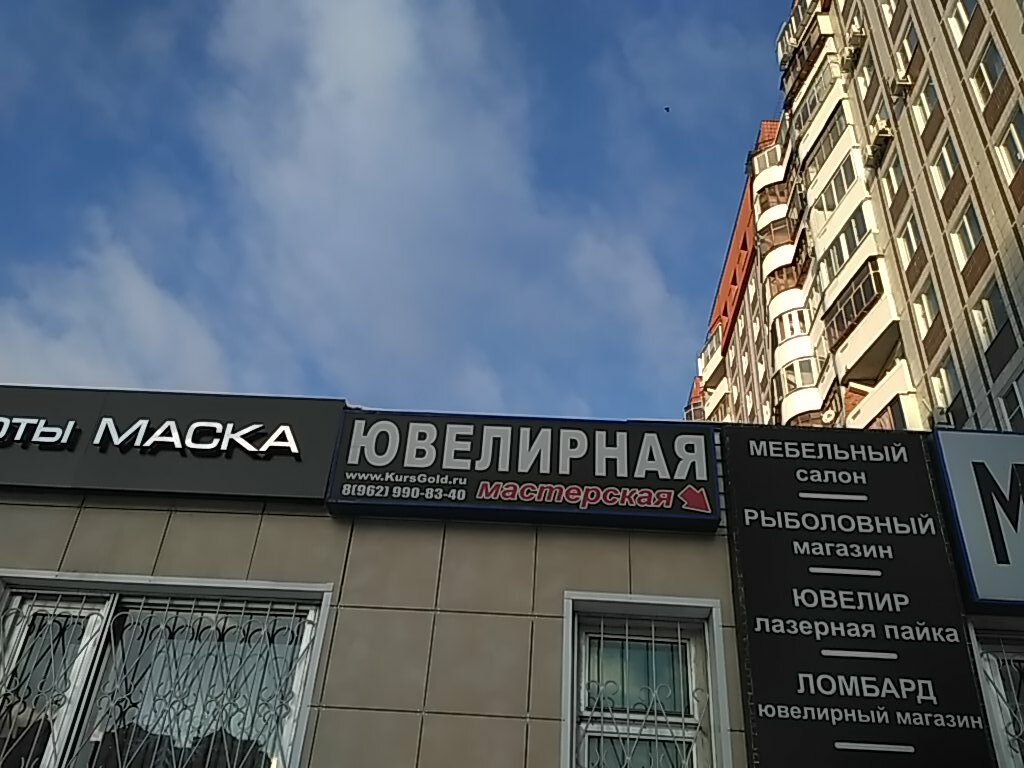 МАСКА
ЮВЕЛИРНАЯ
www.KursGold.ru
8(962) 990-83-40
мастерская
МЕБЕЛЬНЫЙ
салон
РЫБОЛОВНЫЙ
магазин
ЮВЕЛИР
лазерная пайка
ЛОМБАРД
ювелирный магазин